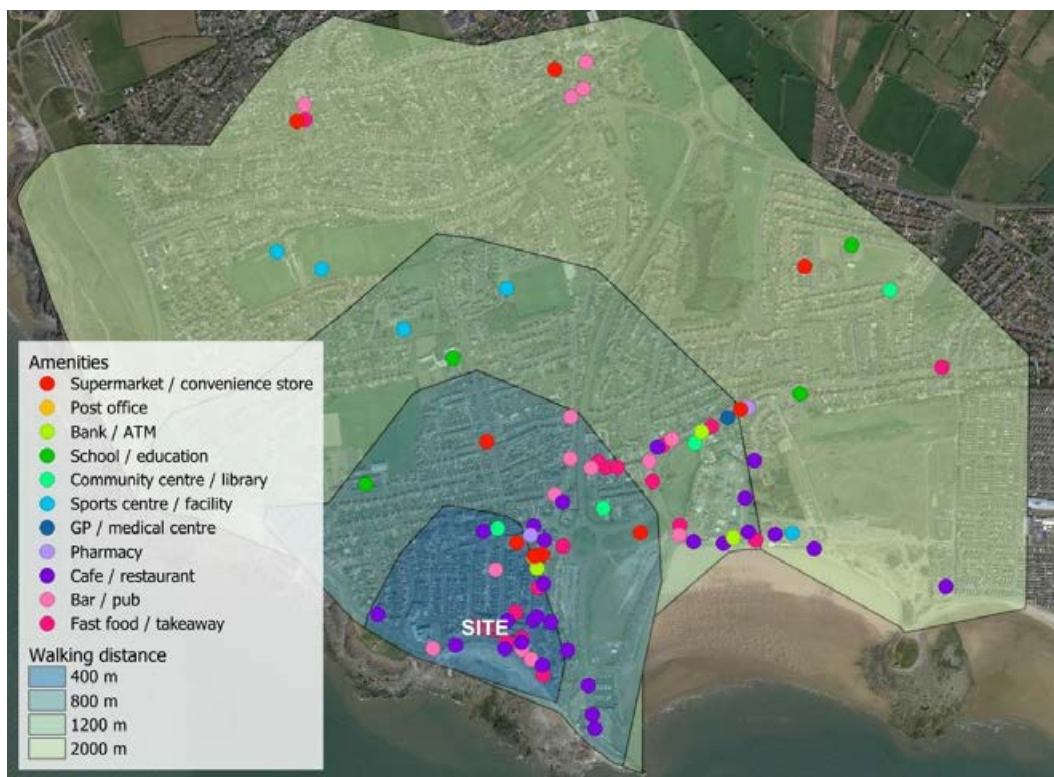 SITE
Amenities
Supermarket / convenience store
Post office
Bank / ATM
School / education
Community centre / library
Sports centre / facility
GP / medical centre
Pharmacy
Cafe / restaurant
Bar / pub
Fast food / takeaway
Walking distance
400 m
800 m
1200 m
2000 m